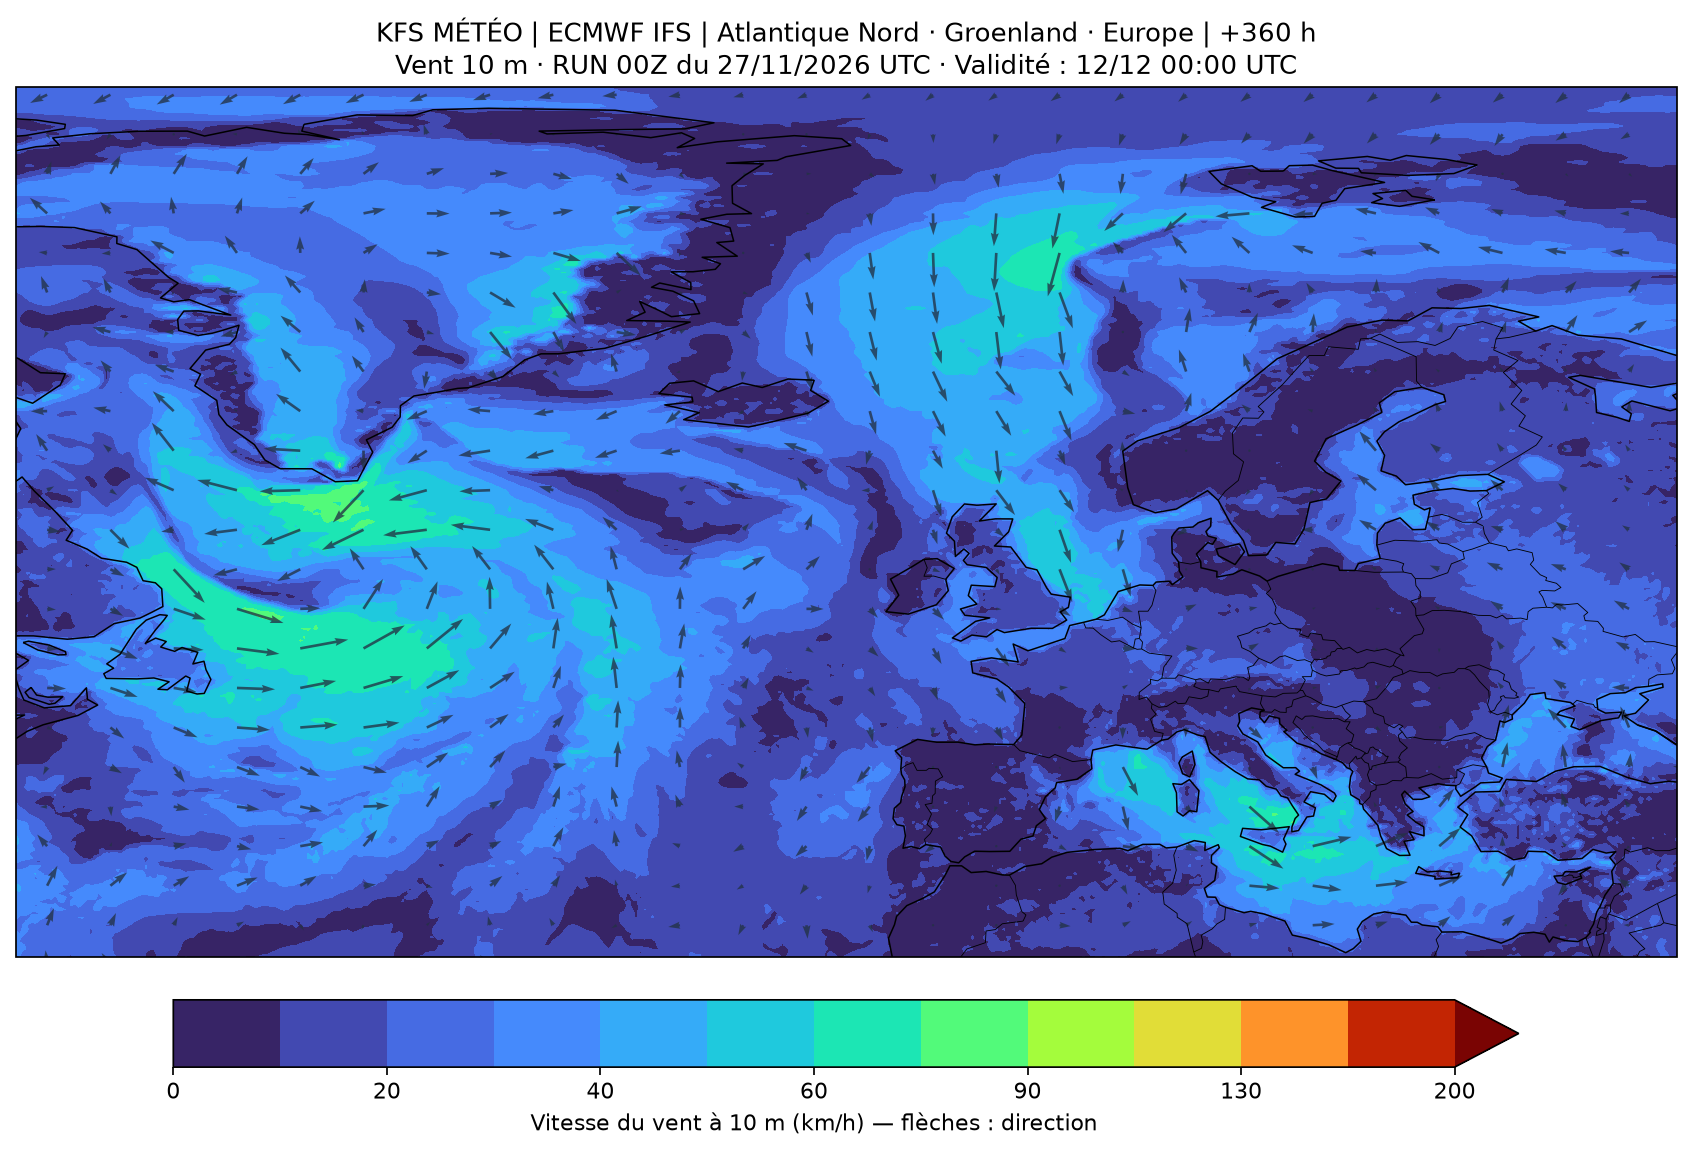 KFS MÉTÉO | ECMWF IFS | Atlantique Nord · Groenland · Europe | +360 h
Vent 10 m · RUN 00Z du 27/11/2026 UTC · Validité : 12/12 00:00 UTC
0 20 40 60 90 130 200
Vitesse du vent à 10 m (km/h) — flèches : direction